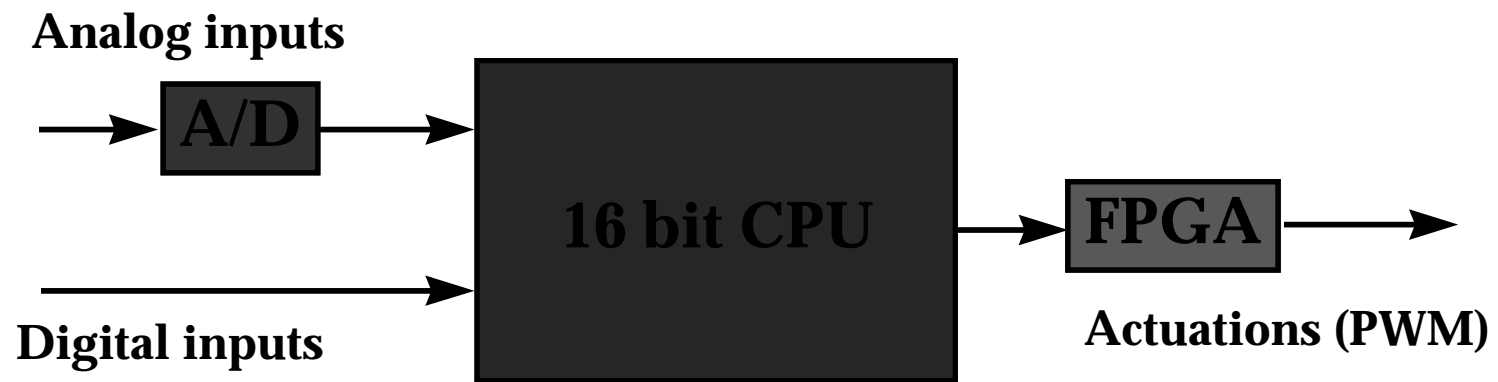 Analog inputs
A/D
16 bit CPU
FPGA
Digital inputs
Actuations (PWM)